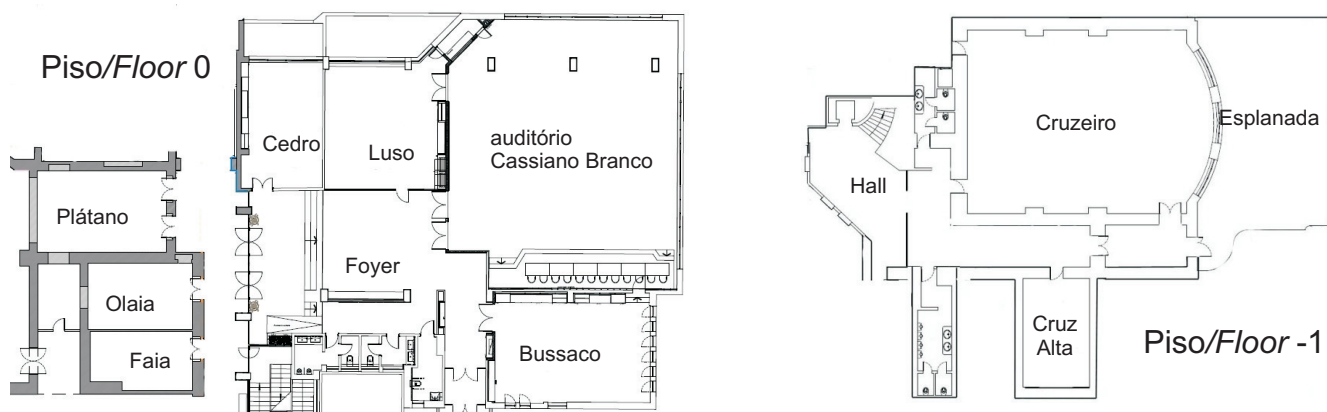 Piso/Floor 0
Cedro
Luso
auditório
Cassiano Branco
Plátano
Olaia
Faia
Foyer
Bussaco
Cruzeiro
Esplanada
Hall
Cruz
Alta
Piso/Floor -1